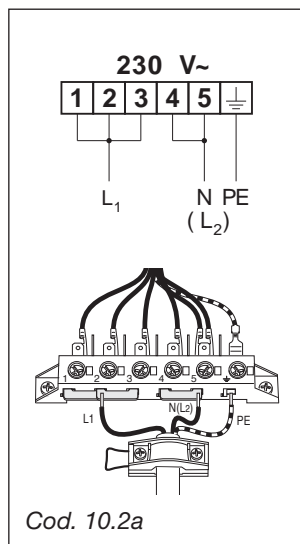 230 V~
1 2 3 4 5
L1 N PE
(L2)
1 2 3 4 5
L1 N(L2) PE
Cod. 10.2a